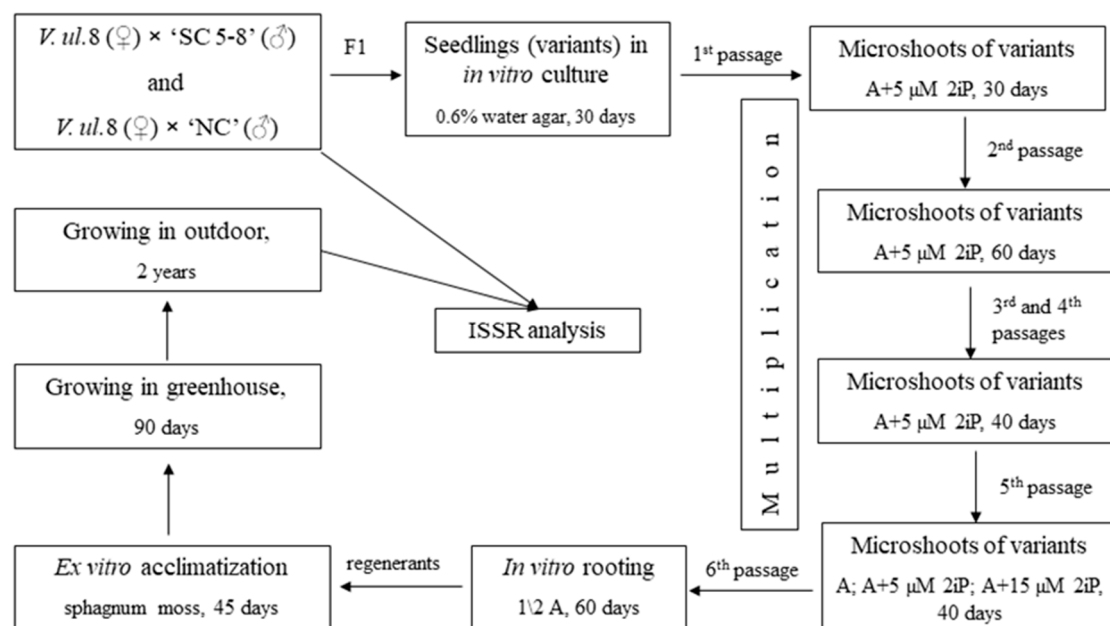 V. ul.8 (♀) × ‘SC 5-8’ (♂)
and
V. ul.8 (♀) × ‘NC’ (♂)
F1
Seedlings (variants) in
in vitro culture
0.6% water agar, 30 days
1st passage
Microshoots of variants
A+5 µM 2iP, 30 days
2nd passage
Microshoots of variants
A+5 µM 2iP, 60 days
3rd and 4th
passages
Microshoots of variants
A+5 µM 2iP, 40 days
5th passage
Microshoots of variants
A; A+5 µM 2iP; A+15 µM 2iP,
40 days
Multiplication
6th passage
In vitro rooting
1\2 A, 60 days
regenerants
Ex vitro acclimatization
sphagnum moss, 45 days
Growing in greenhouse,
90 days
Growing in outdoor,
2 years
ISSR analysis